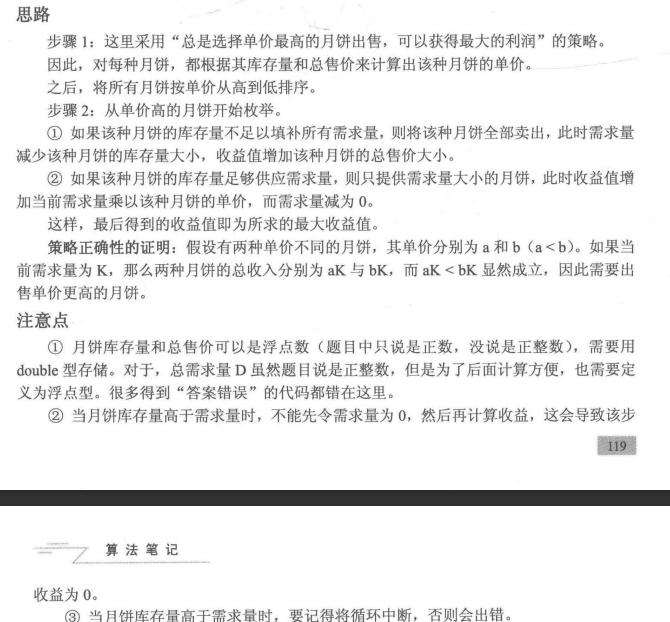 思路
步骤 1：这里采用“总是选择单价最高的月饼出售，可以获得最大的利润”的策略。
因此，对每种月饼，都根据其库存量和总售价来计算出该种月饼的单价。
之后，将所有月饼按单价从高到低排序。
步骤 2：从单价高的月饼开始枚举。
① 如果该种月饼的库存量不足以填补所有需求量，则将该种月饼全部卖出，此时需求量
减少该种月饼的库存量大小，收益值增加该种月饼的总售价大小。
② 如果该种月饼的库存量足够供应需求量，则只提供需求量大小的月饼，此时收益值增
加当前需求量乘以该种月饼的单价，而需求量减为 0。
这样，最后得到的收益值即为所求的最大收益值。
策略正确性的证明：假设有两种单价不同的月饼，其单价分别为 a 和 b（a < b）。如果当
前需求量为 K，那么两种月饼的总收入分别为 aK 与 bK，而 aK < bK 显然成立，因此需要出
售单价更高的月饼。
注意点
① 月饼库存量和总售价可以是浮点数（题目中只说是正数，没说是正整数），需要用
double 型存储。对于，总需求量 D 虽然题目说是正整数，但是为了后面计算方便，也需要定
义为浮点型。很多得到“答案错误”的代码都错在这里。
② 当月饼库存量高于需求量时，不能先令需求量为 0，然后再计算收益，这会导致该步
119
算法笔记
收益为 0。
③ 当月饼库存量高于需求量时，要记得将循环中断，否则会出错。